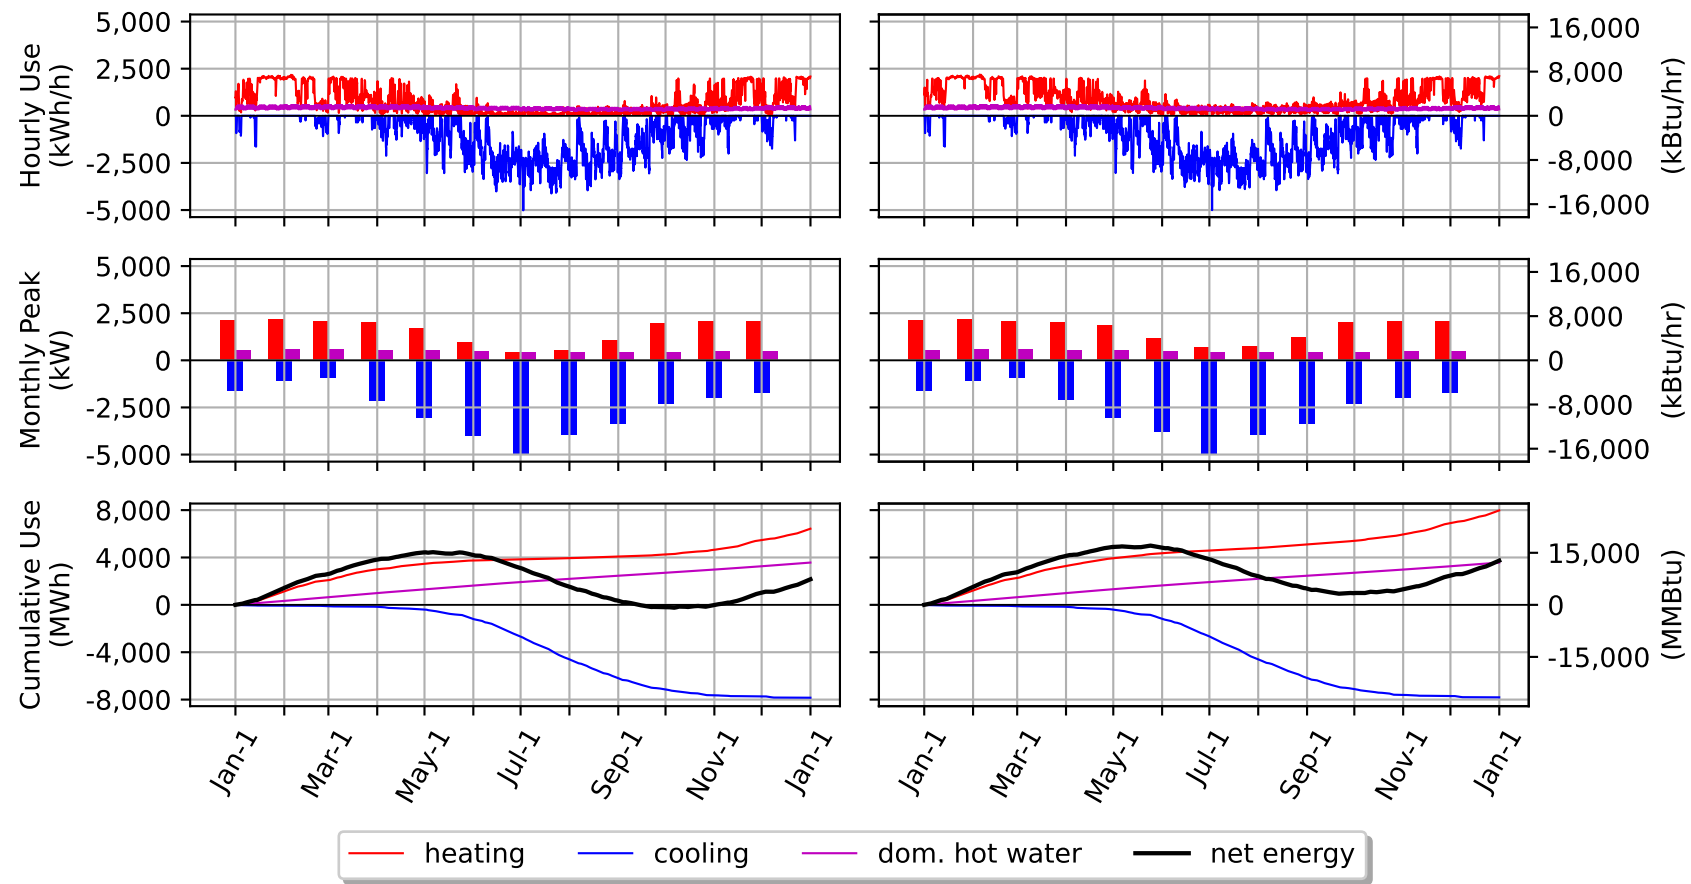 Hourly Use
(kWh/h)
5,000
2,500
0
-2,500
-5,000
16,000
8,000
0
-8,000
-16,000
(kBtu/hr)
Monthly Peak
(kW)
5,000
2,500
0
-2,500
-5,000
16,000
8,000
0
-8,000
-16,000
(kBtu/hr)
Cumulative Use
(MWh)
8,000
4,000
0
-4,000
-8,000
15,000
0
-15,000
(MMBtu)
Jan-1 Mar-1 May-1 Jul-1 Sep-1 Nov-1 Jan-1
Jan-1 Mar-1 May-1 Jul-1 Sep-1 Nov-1 Jan-1
heating cooling dom. hot water net energy